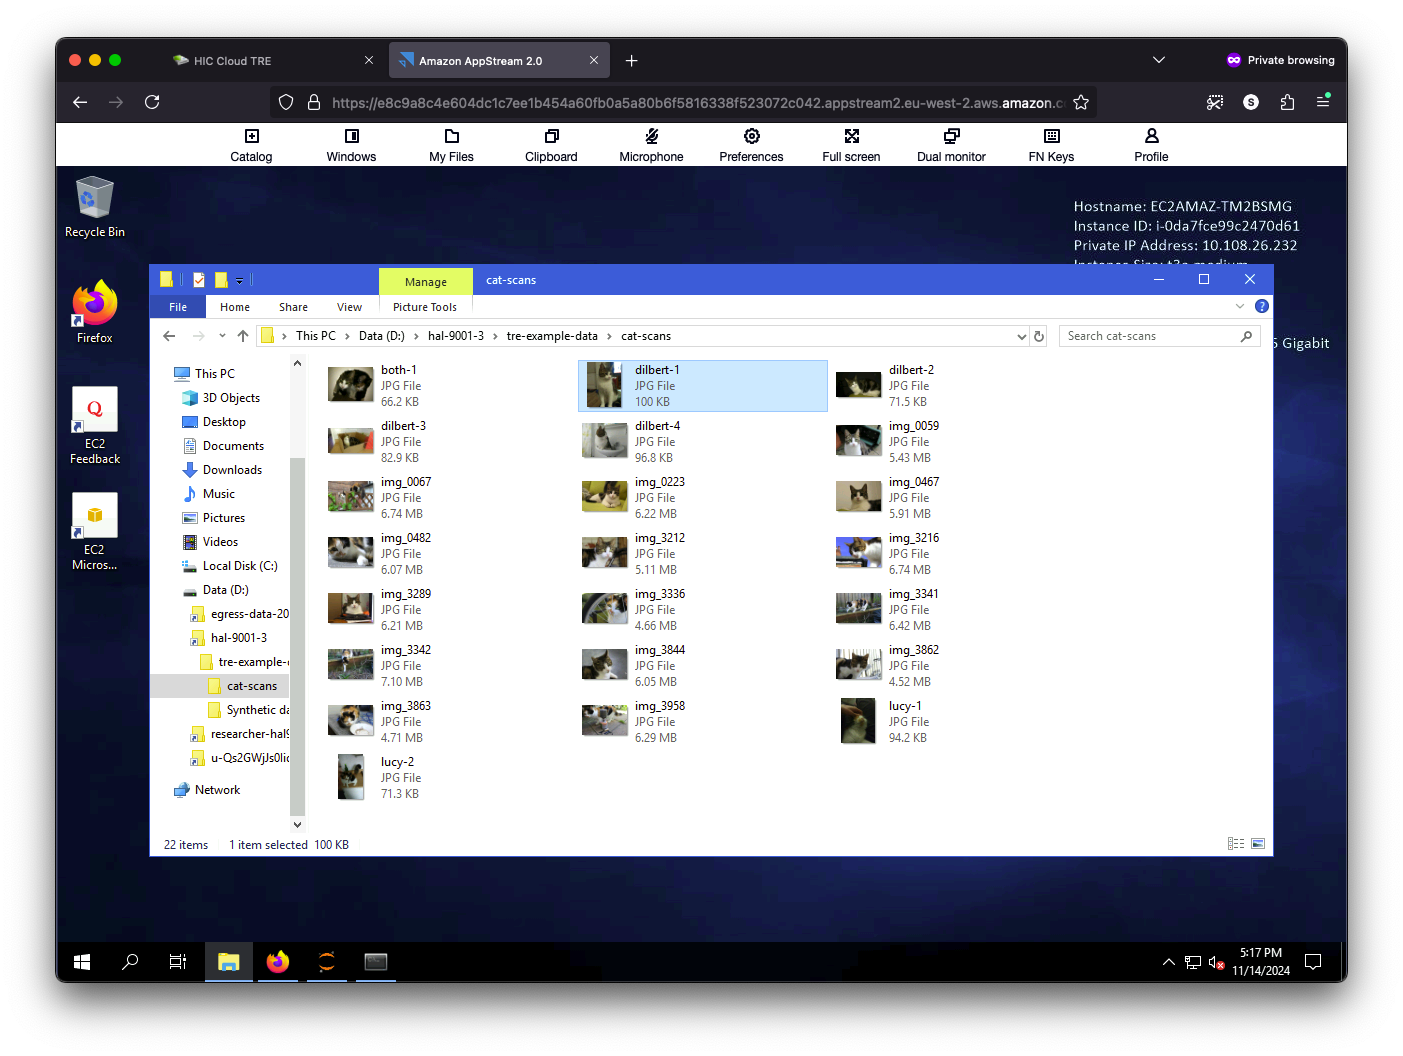 HIC Cloud TRE
Amazon AppStream 2.0
Private browsing
https://e8c9a8c4e604dc1c7ee1b454a60fb0a5a80b6f5816338f523072c042.appstream2.eu-west-2.aws.amazon.c
S
Catalog
Windows
My Files
Clipboard
Microphone
Preferences
Full screen
Dual monitor
FN Keys
Profile
Recycle Bin
Firefox
EC2
Feedback
EC2
Micros...
Hostname: EC2AMAZ-TM2BSMG
Instance ID: i-0da7fce99c2470d61
Private IP Address: 10.108.26.232
Gigabit
Manage
cat-scans
File
Home
Share
View
Picture Tools
This PC
Data (D:)
hal-9001-3
tre-example-data
cat-scans
Search cat-scans
This PC
3D Objects
Desktop
Documents
Downloads
Music
Pictures
Videos
Local Disk (C:)
Data (D:)
egress-data-20
hal-9001-3
tre-example-
cat-scans
Synthetic da
researcher-hal9
u-Qs2GWjJs0lic
Network
both-1
JPG File
66.2 KB
dilbert-1
JPG File
100 KB
dilbert-2
JPG File
71.5 KB
dilbert-3
JPG File
82.9 KB
dilbert-4
JPG File
96.8 KB
img_0059
JPG File
5.43 MB
img_0067
JPG File
6.74 MB
img_0223
JPG File
6.22 MB
img_0467
JPG File
5.91 MB
img_0482
JPG File
6.07 MB
img_3212
JPG File
5.11 MB
img_3216
JPG File
6.74 MB
img_3289
JPG File
6.21 MB
img_3336
JPG File
4.66 MB
img_3341
JPG File
6.42 MB
img_3342
JPG File
7.10 MB
img_3844
JPG File
6.05 MB
img_3862
JPG File
4.52 MB
img_3863
JPG File
4.71 MB
img_3958
JPG File
6.29 MB
lucy-1
JPG File
94.2 KB
lucy-2
JPG File
71.3 KB
22 items
1 item selected 100 KB
5:17 PM
11/14/2024